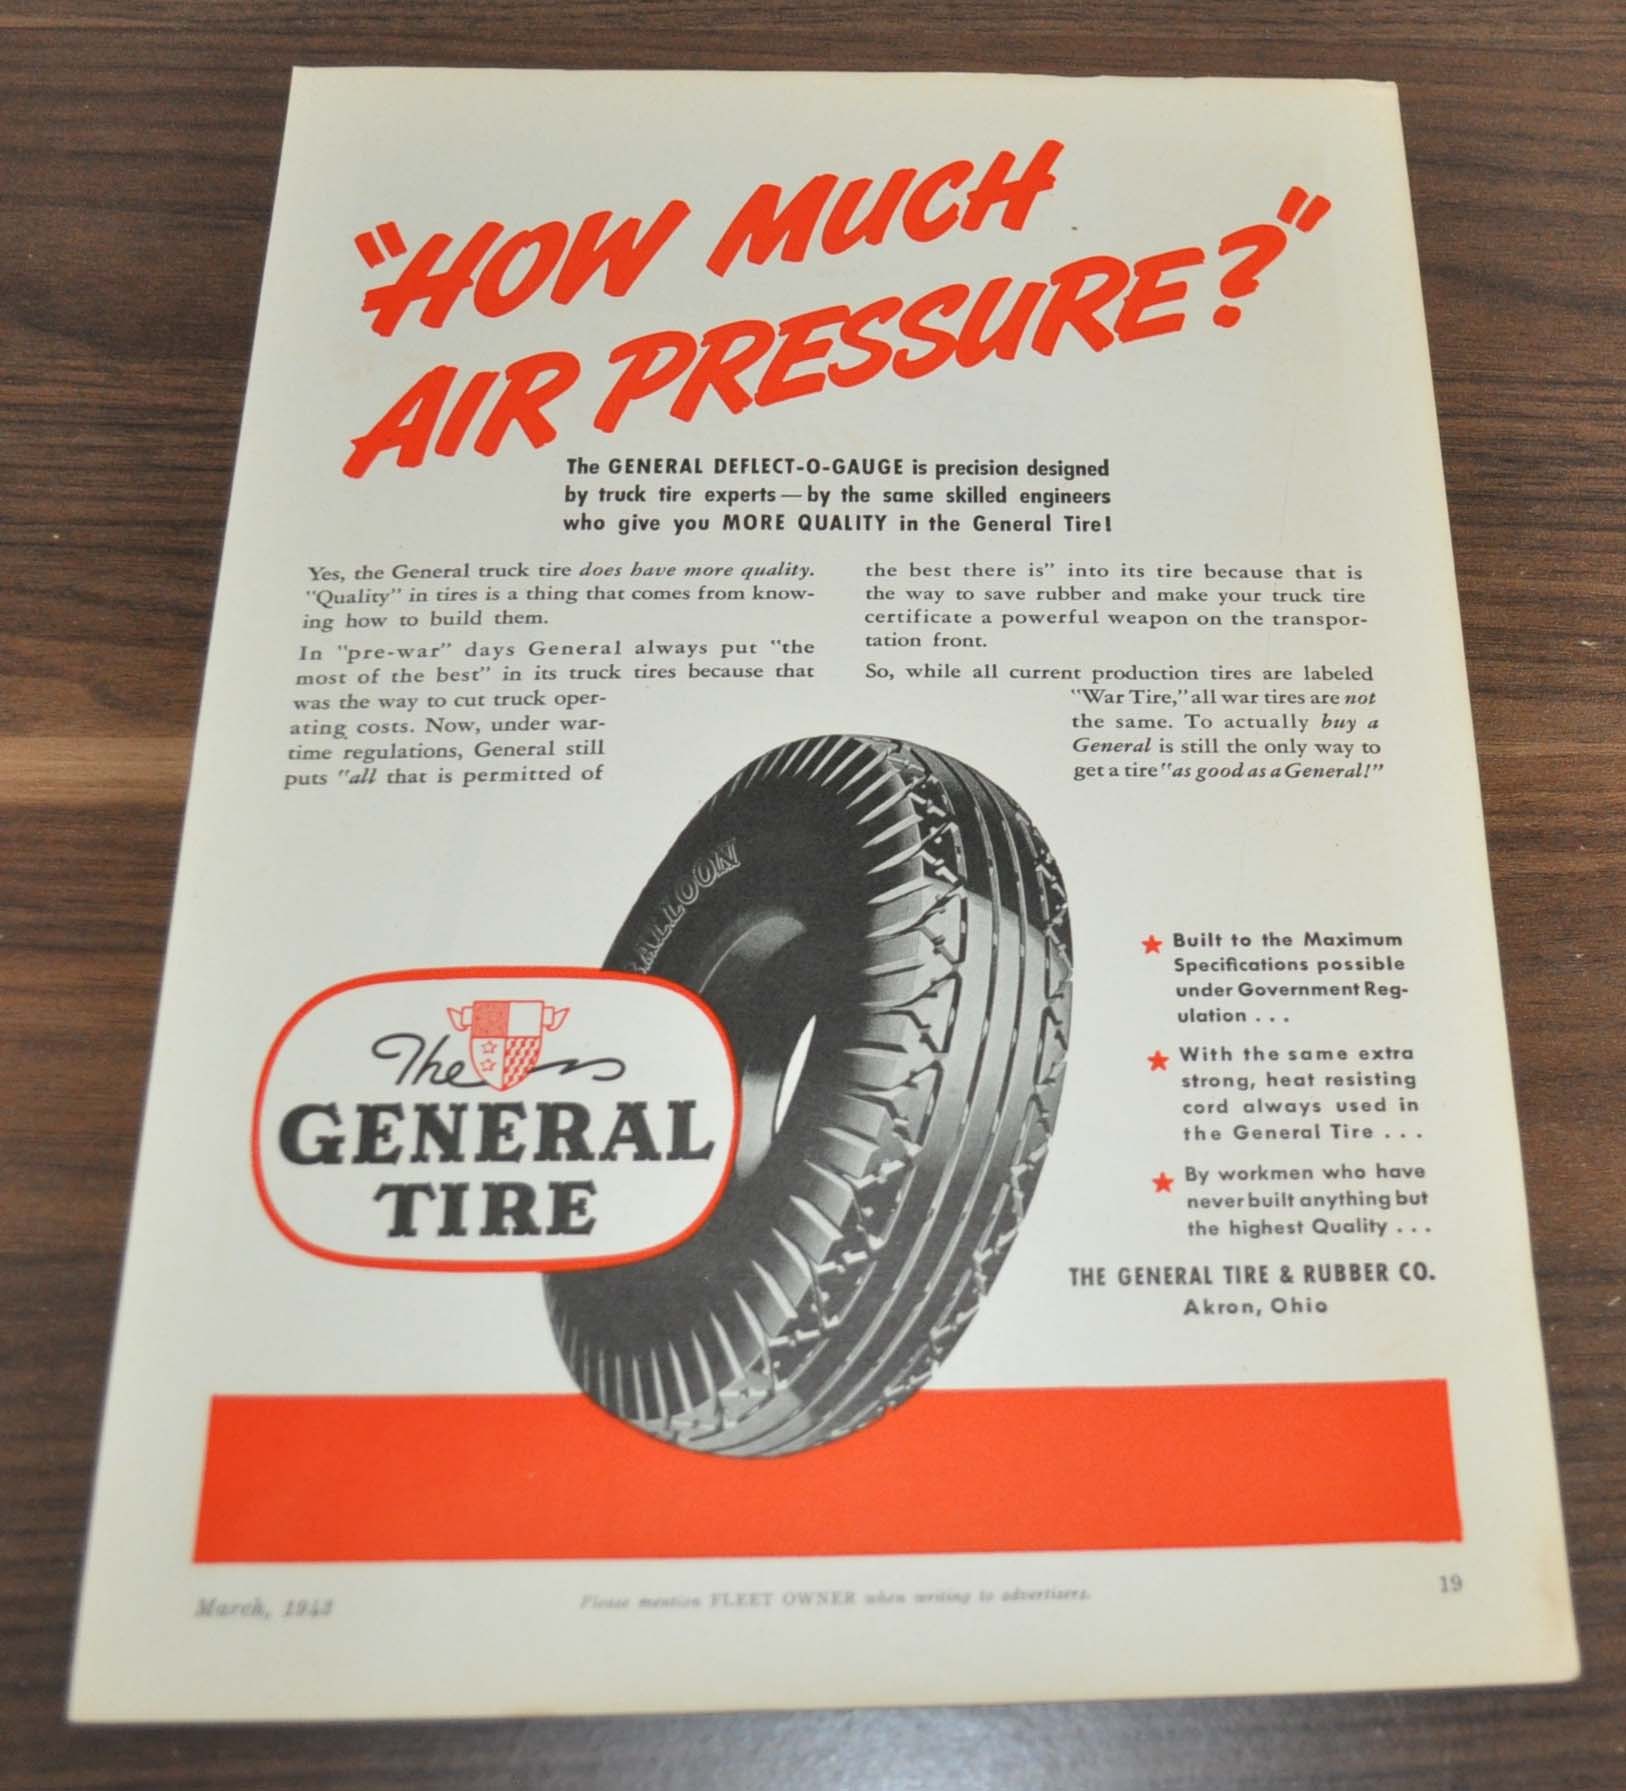 "HOW MUCH
AIR PRESSURE?"
The GENERAL DEFLECT-O-GAUGE is precision designed
by truck tire experts — by the same skilled engineers
who give you MORE QUALITY in the General Tire!
Yes, the General truck tire does have more quality.
"Quality" in tires is a thing that comes from know-
ing how to build them.
In "pre-war" days General always put "the
most of the best" in its truck tires because that
was the way to cut truck oper-
ating costs. Now, under war-
time regulations, General still
puts "all that is permitted of
the best there is" into its tire because that is
the way to save rubber and make your truck tire
certificate a powerful weapon on the transpor-
tation front.
So, while all current production tires are labeled
"War Tire," all war tires are not
the same. To actually buy a
General is still the only way to
get a tire "as good as a General!"
BALLOON
The
GENERAL
TIRE
Built to the Maximum
Specifications possible
under Government Reg-
ulation . . .
With the same extra
strong, heat resisting
cord always used in
the General Tire . . .
By workmen who have
never built anything but
the highest Quality . . .
THE GENERAL TIRE & RUBBER CO.
Akron, Ohio
March, 1943
Please mention FLEET OWNER when writing to advertisers.
19